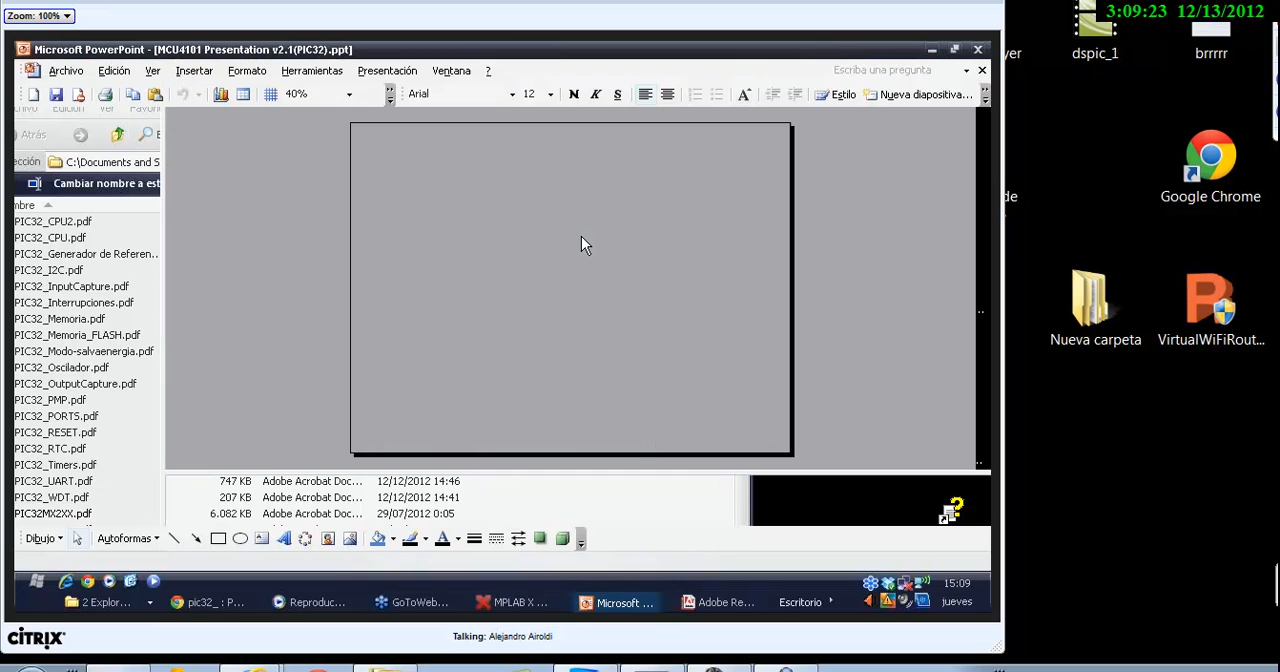 Zoom: 100%
3:09:23 12/13/2012
Microsoft PowerPoint - [MCU4101 Presentation v2.1(PIC32).ppt]
Archivo Edición Ver Insertar Formato Herramientas Presentación Ventana ? Escriba una pregunta
40% Arial 12 N K S Estilo Nueva diapositiva...
Edición
Atrás
ección C:\Documents and S
Cambiar nombre a est
mbre
PIC32_CPU2.pdf
PIC32_CPU.pdf
PIC32_Generador de Referen...
PIC32_I2C.pdf
PIC32_InputCapture.pdf
PIC32_Interrupciones.pdf
PIC32_Memoria.pdf
PIC32_Memoria_FLASH.pdf
PIC32_Modo-salvaenergia.pdf
PIC32_Oscilador.pdf
PIC32_OutputCapture.pdf
PIC32_PMP.pdf
PIC32_PORTS.pdf
PIC32_RESET.pdf
PIC32_RTC.pdf
PIC32_Timers.pdf
PIC32_UART.pdf 747 KB Adobe Acrobat Doc... 12/12/2012 14:46
PIC32_WDT.pdf 207 KB Adobe Acrobat Doc... 12/12/2012 14:41
PIC32MX2XX.pdf 6.082 KB Adobe Acrobat Doc... 29/07/2012 0:05
Dibujo Autoformas
15:09
2 Explor... pic32_ : P... Reproduc... GoToWeb... MPLAB X ... Microsoft ... Adobe Re... Escritorio jueves
CITRIX
Talking: Alejandro Airoldi
yer
dspic_1
brrrrr
de
Google Chrome
Nueva carpeta
VirtualWiFiRout...